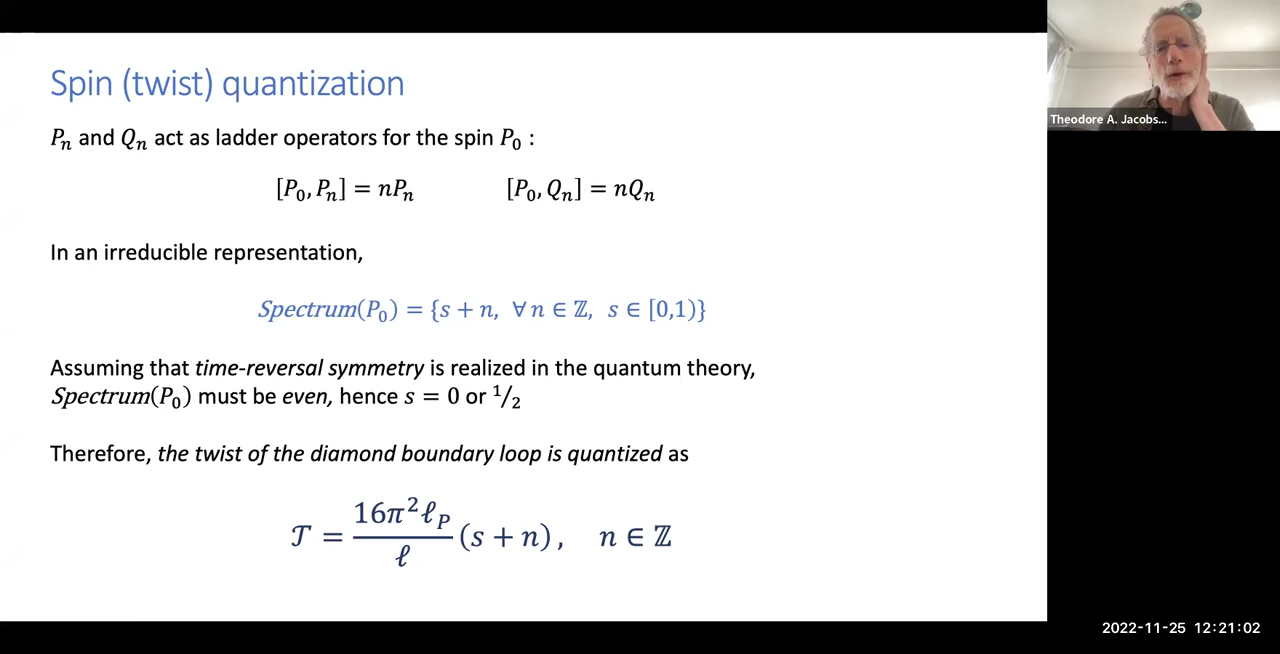 Spin (twist) quantization
Pₙ and Qₙ act as ladder operators for the spin P₀ :
[P₀, Pₙ] = nPₙ [P₀, Qₙ] = nQₙ
In an irreducible representation,
Spectrum(P₀) = {s + n, ∀ n ∈ ℤ, s ∈ [0,1)}
Assuming that time-reversal symmetry is realized in the quantum theory,
Spectrum(P₀) must be even, hence s = 0 or 1/2
Therefore, the twist of the diamond boundary loop is quantized as
𝒯 = 16π²ℓ_P / ℓ (s + n), n ∈ ℤ
Theodore A. Jacobs...
2022-11-25 12:21:02